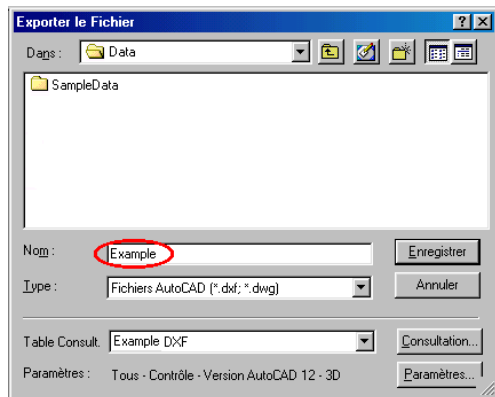 Exporter le Fichier
Dans : Data
SampleData
Nom : Example Enregistrer
Type : Fichiers AutoCAD (*.dxf; *.dwg) Annuler
Table Consult. Example DXF Consultation...
Paramètres : Tous - Contrôle - Version AutoCAD 12 - 3D Paramètres...